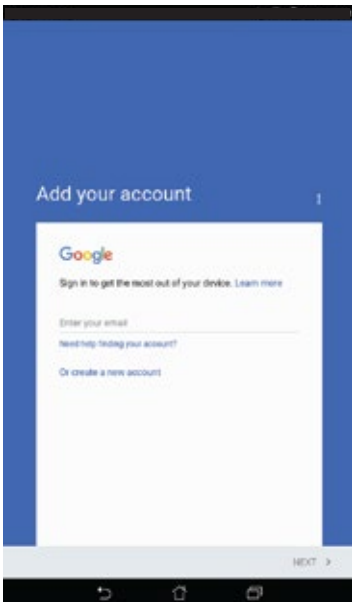 Add your account
Google
Sign in to get the most out of your device. Learn more
Enter your email
Need help finding your account?
Or create a new account
NEXT